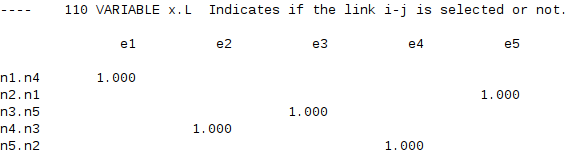 ----    110 VARIABLE x.L  Indicates if the link i-j is selected or not.
            e1          e2          e3          e4          e5
n1.n4       1.000
n2.n1                                                       1.000
n3.n5                               1.000
n4.n3                   1.000
n5.n2                                           1.000